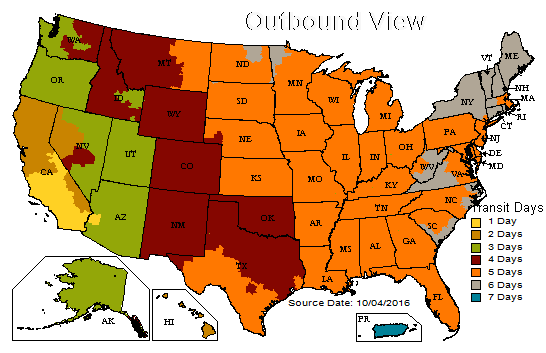 Outbound View
WA
MT
ND
MN
VT
ME
OR
ID
SD
WI
MI
NY
NH
MA
RI
CT
WY
NE
IA
PA
NJ
NV
UT
CO
IL
IN
OH
DE
MD
CA
KS
MO
KY
WV
VA
AZ
NM
OK
AR
TN
NC
SC
TX
LA
MS
AL
GA
FL
AK
HI
PR
Transit Days
1 Day
2 Days
3 Days
4 Days
5 Days
6 Days
7 Days
Source Date: 10/04/2016